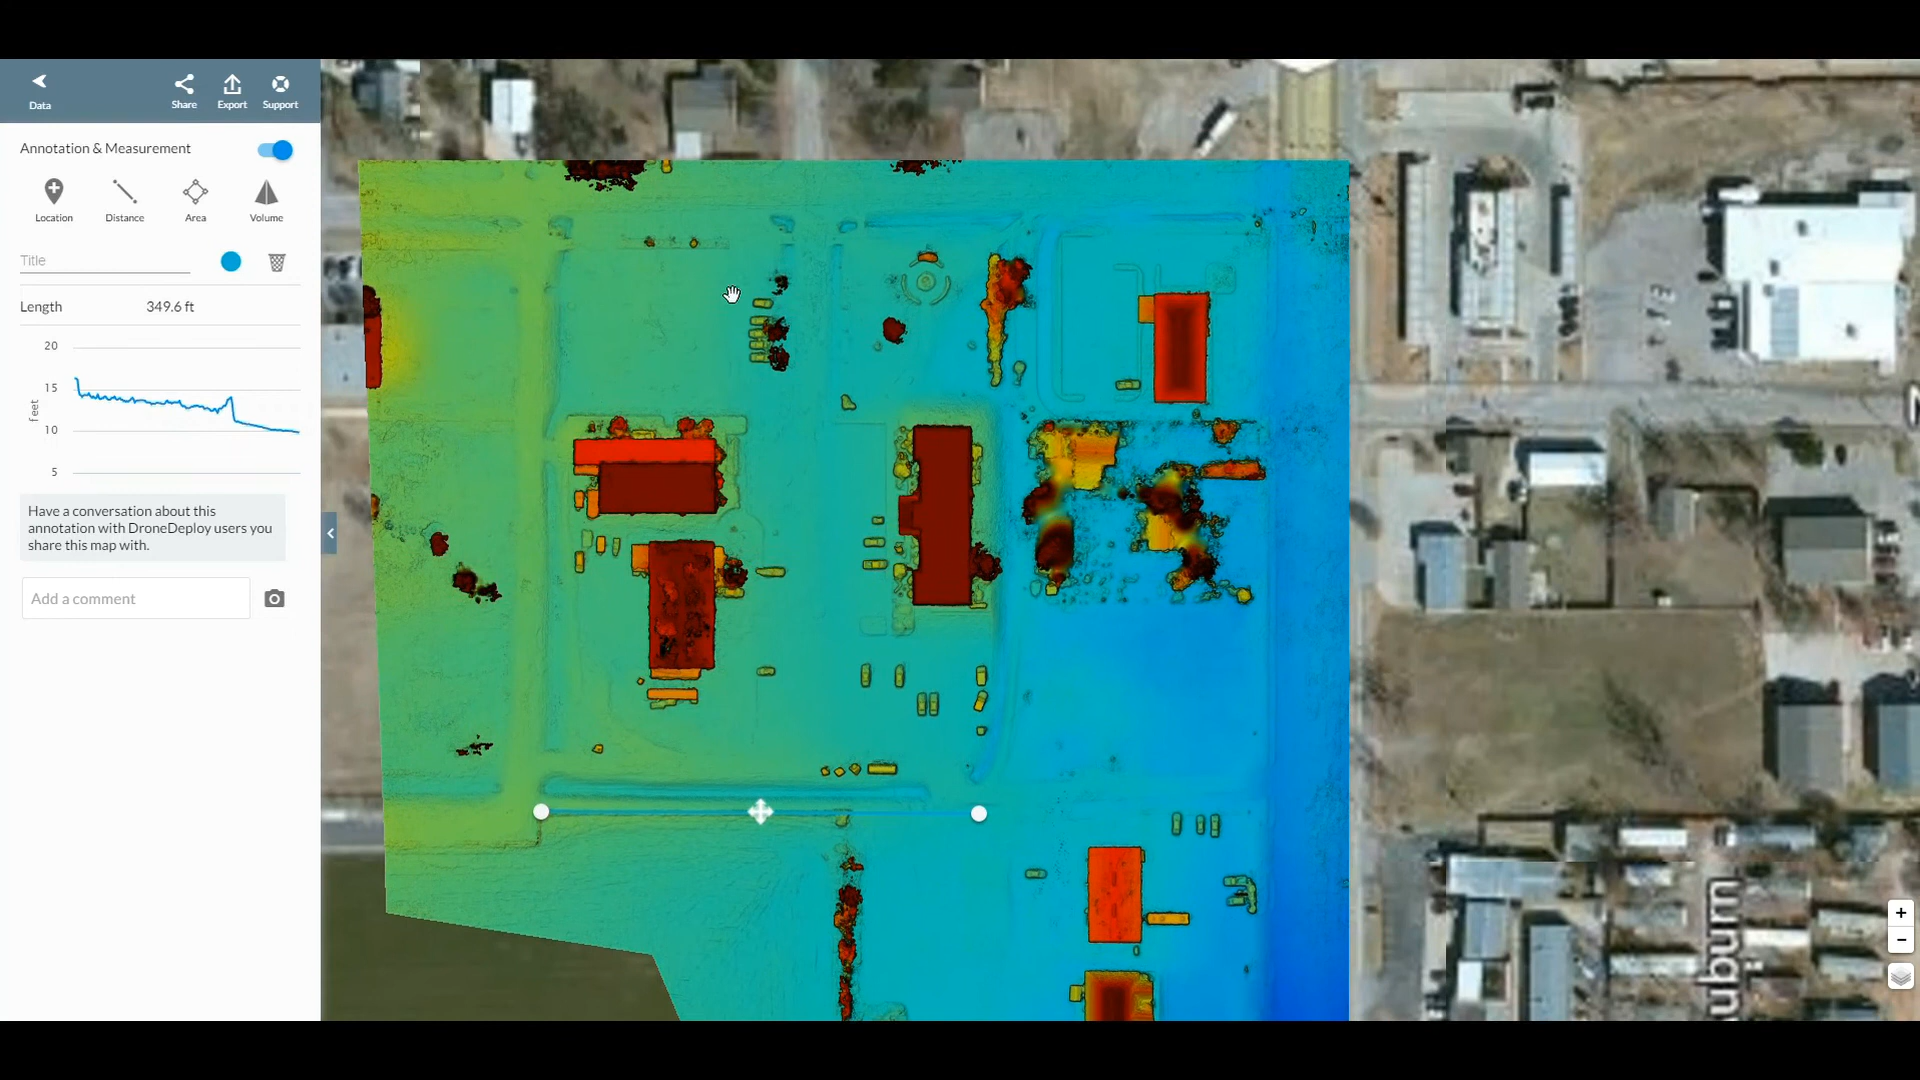 Data
Share
Export
Support
Annotation & Measurement
Location
Distance
Area
Volume
Title
Length 349.6 ft
20
15
10
5
feet
Have a conversation about this
annotation with DroneDeploy users you
share this map with.
Add a comment
+
-